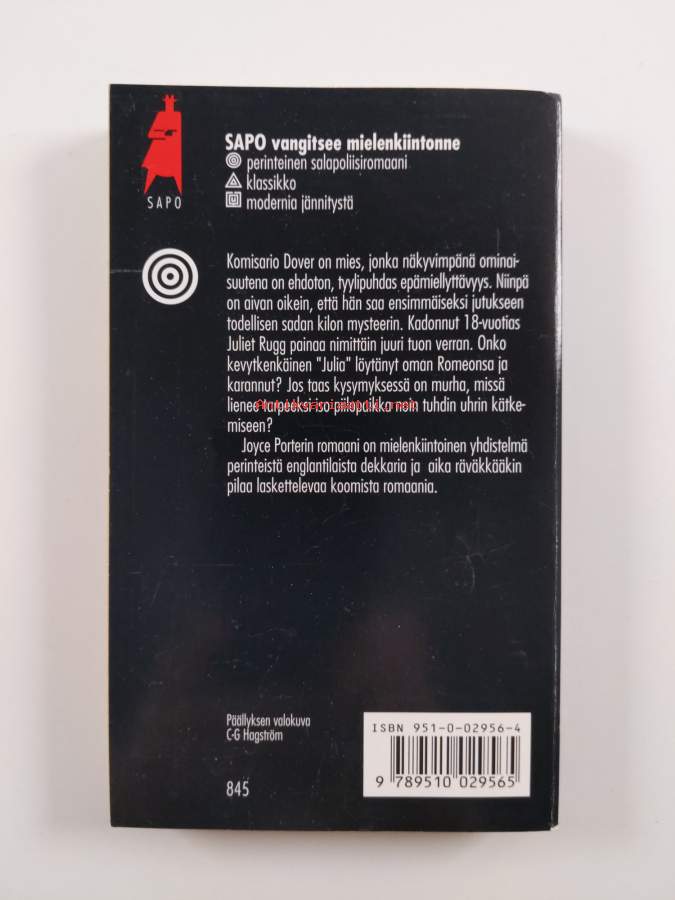 SAPO vangitsee mielenkiintonne
perinteinen salapoliisiromaani
klassikko
modernia jännitystä
SAPO
Komisario Dover on mies, jonka näkyvimpänä ominai-
suutena on ehdoton, tyylipuhdas epämiellyttävyys. Niinpä
on aivan oikein, että hän saa ensimmäiseksi jutukseen
todellisen sadan kilon mysteerin. Kadonnut 18-vuotias
Juliet Rugg painaa nimittäin juuri tuon verran. Onko
kevytkenkäinen "Julia" löytänyt oman Romeonsa ja
karannut? Jos taas kysymyksessä on murha, missä
lienee tarpeeksi iso piilopaikka noin tuhdin uhrin kätke-
miseen?
Joyce Porterin romaani on mielenkiintoinen yhdistelmä
perinteistä englantilaista dekkaria ja aika räväkkääkin
pilaa laskettelevaa koomista romaania.
Päällyksen valokuva
C-G Hagström
845
ISBN 951-0-02956-4
9 789510 029565